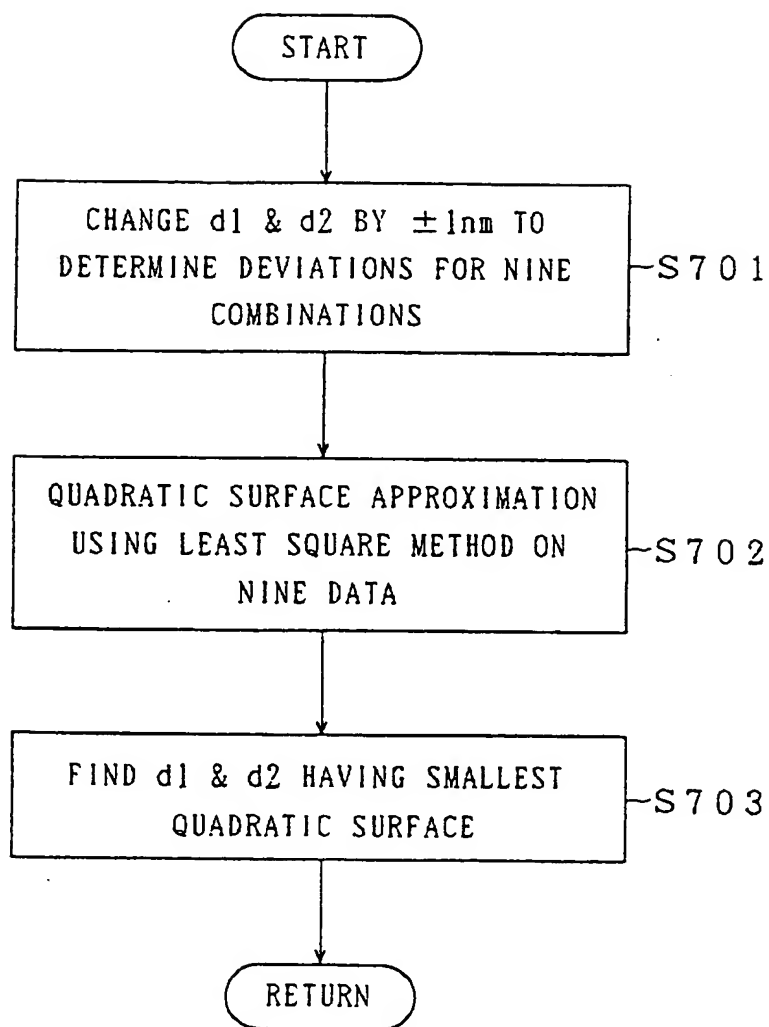 START
CHANGE d1 & d2 BY ±1nm TO
DETERMINE DEVIATIONS FOR NINE
COMBINATIONS
S701
QUADRATIC SURFACE APPROXIMATION
USING LEAST SQUARE METHOD ON
NINE DATA
S702
FIND d1 & d2 HAVING SMALLEST
QUADRATIC SURFACE
S703
RETURN